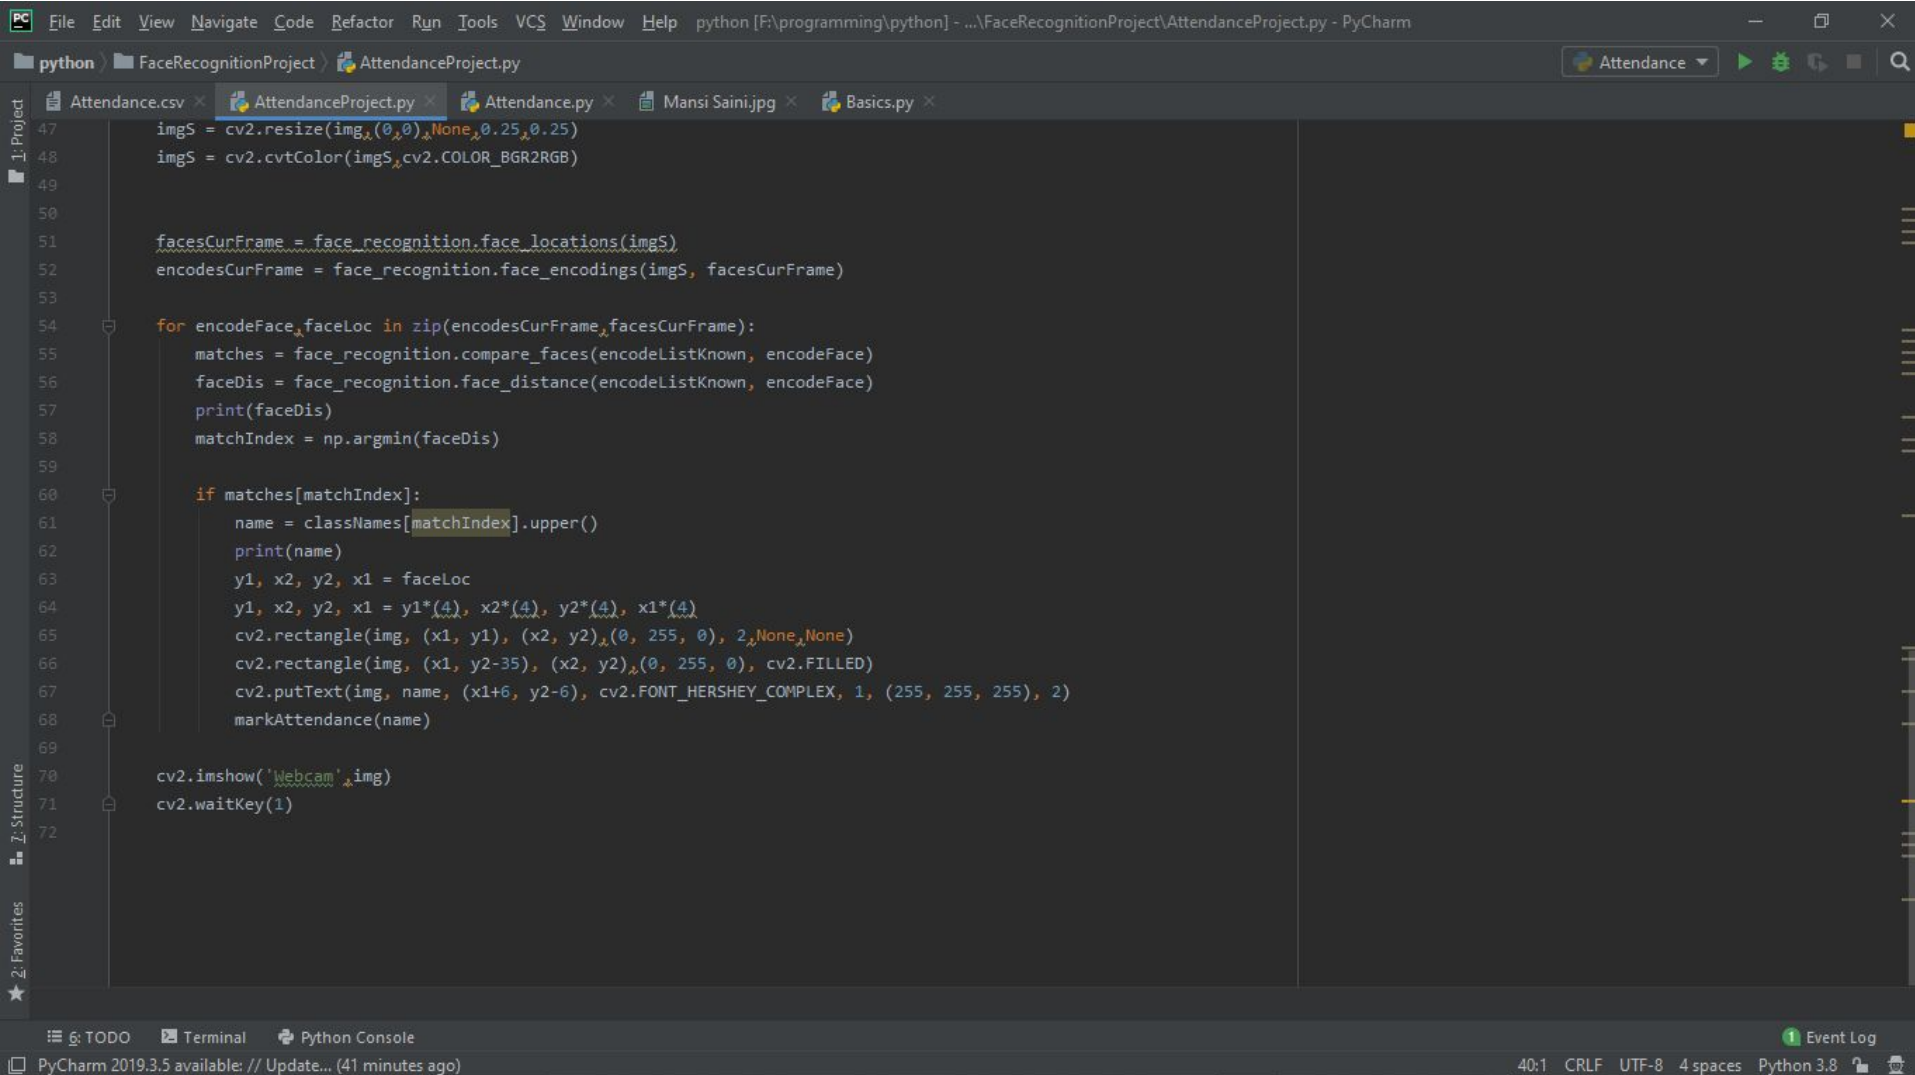 PC File Edit View Navigate Code Refactor Run Tools VCS Window Help python [F:\programming\python] - ...\FaceRecognitionProject\AttendanceProject.py - PyCharm
python FaceRecognitionProject AttendanceProject.py Attendance
1: Project
Attendance.csv AttendanceProject.py Attendance.py Mansi Saini.jpg Basics.py
47 imgS = cv2.resize(img,(0,0),None,0.25,0.25)
48 imgS = cv2.cvtColor(imgS,cv2.COLOR_BGR2RGB)
49
50
51 facesCurFrame = face_recognition.face_locations(imgS)
52 encodesCurFrame = face_recognition.face_encodings(imgS, facesCurFrame)
53
54 for encodeFace,faceLoc in zip(encodesCurFrame,facesCurFrame):
55 matches = face_recognition.compare_faces(encodeListKnown, encodeFace)
56 faceDis = face_recognition.face_distance(encodeListKnown, encodeFace)
57 print(faceDis)
58 matchIndex = np.argmin(faceDis)
59
60 if matches[matchIndex]:
61 name = classNames[matchIndex].upper()
62 print(name)
63 y1, x2, y2, x1 = faceLoc
64 y1, x2, y2, x1 = y1*(4), x2*(4), y2*(4), x1*(4)
65 cv2.rectangle(img, (x1, y1), (x2, y2),(0, 255, 0), 2,None,None)
66 cv2.rectangle(img, (x1, y2-35), (x2, y2),(0, 255, 0), cv2.FILLED)
67 cv2.putText(img, name, (x1+6, y2-6), cv2.FONT_HERSHEY_COMPLEX, 1, (255, 255, 255), 2)
68 markAttendance(name)
69
70 cv2.imshow('Webcam',img)
71 cv2.waitKey(1)
72
7: Structure
2: Favorites
6: TODO Terminal Python Console 1 Event Log
PyCharm 2019.3.5 available: // Update... (41 minutes ago) 40:1 CRLF UTF-8 4 spaces Python 3.8